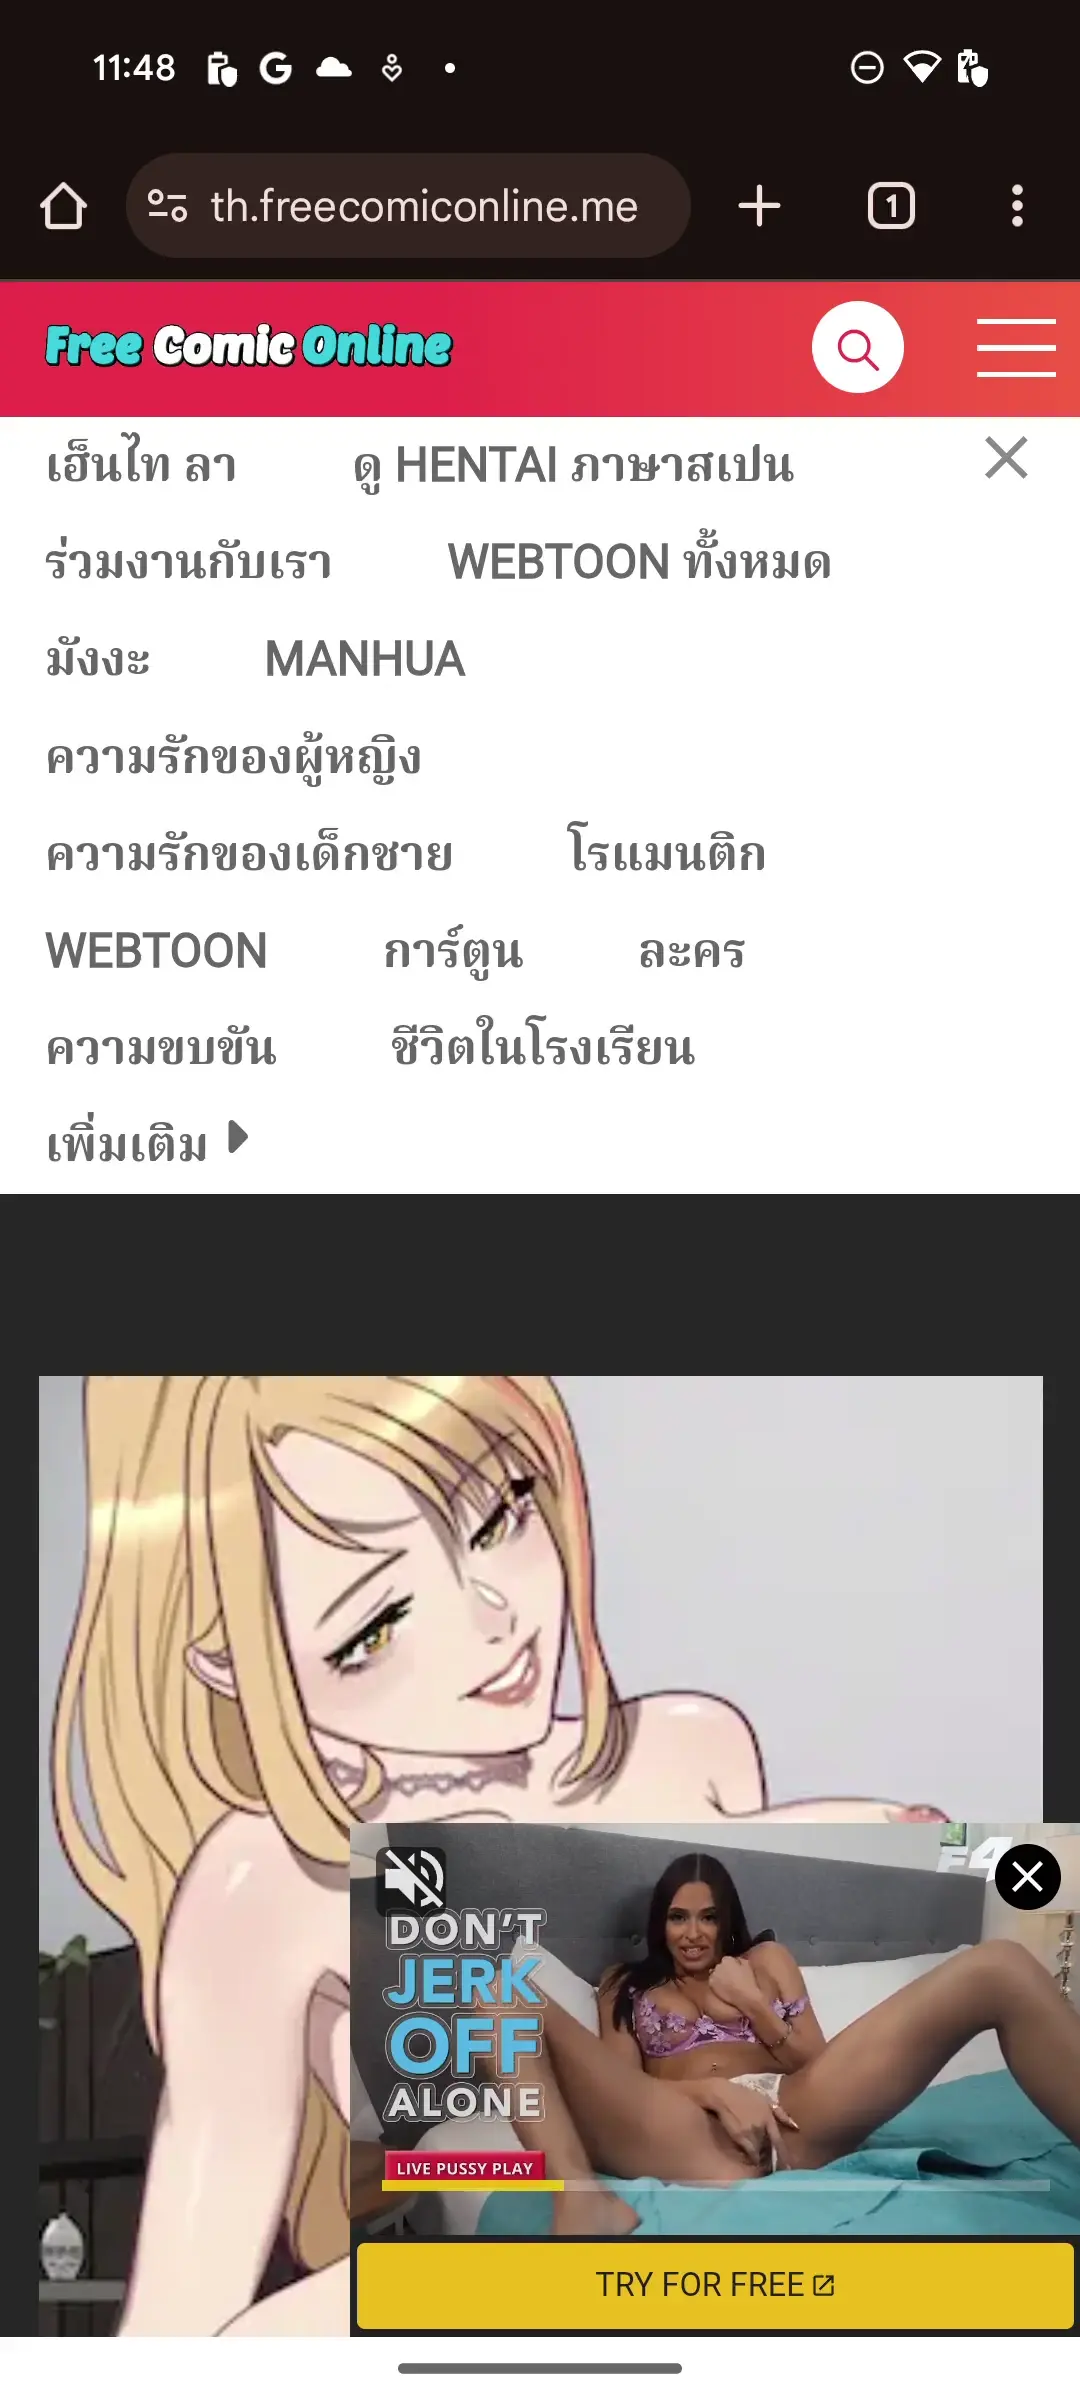 11:48
th.freecomiconline.me
1
Free Comic Online
เฮ็นไท ลา ดู HENTAI ภาษาสเปน
ร่วมงานกับเรา WEBTOON ทั้งหมด
มังงะ MANHUA
ความรักของผู้หญิง
ความรักของเด็กชาย โรแมนติก
WEBTOON การ์ตูน ละคร
ความขบขัน ชีวิตในโรงเรียน
เพิ่มเติม
DON'T
JERK
OFF
ALONE
LIVE PUSSY PLAY
TRY FOR FREE